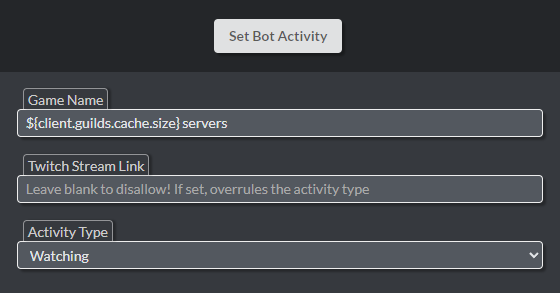 Set Bot Activity
Game Name
${client.guilds.cache.size} servers
Twitch Stream Link
Leave blank to disallow! If set, overrules the activity type
Activity Type
Watching